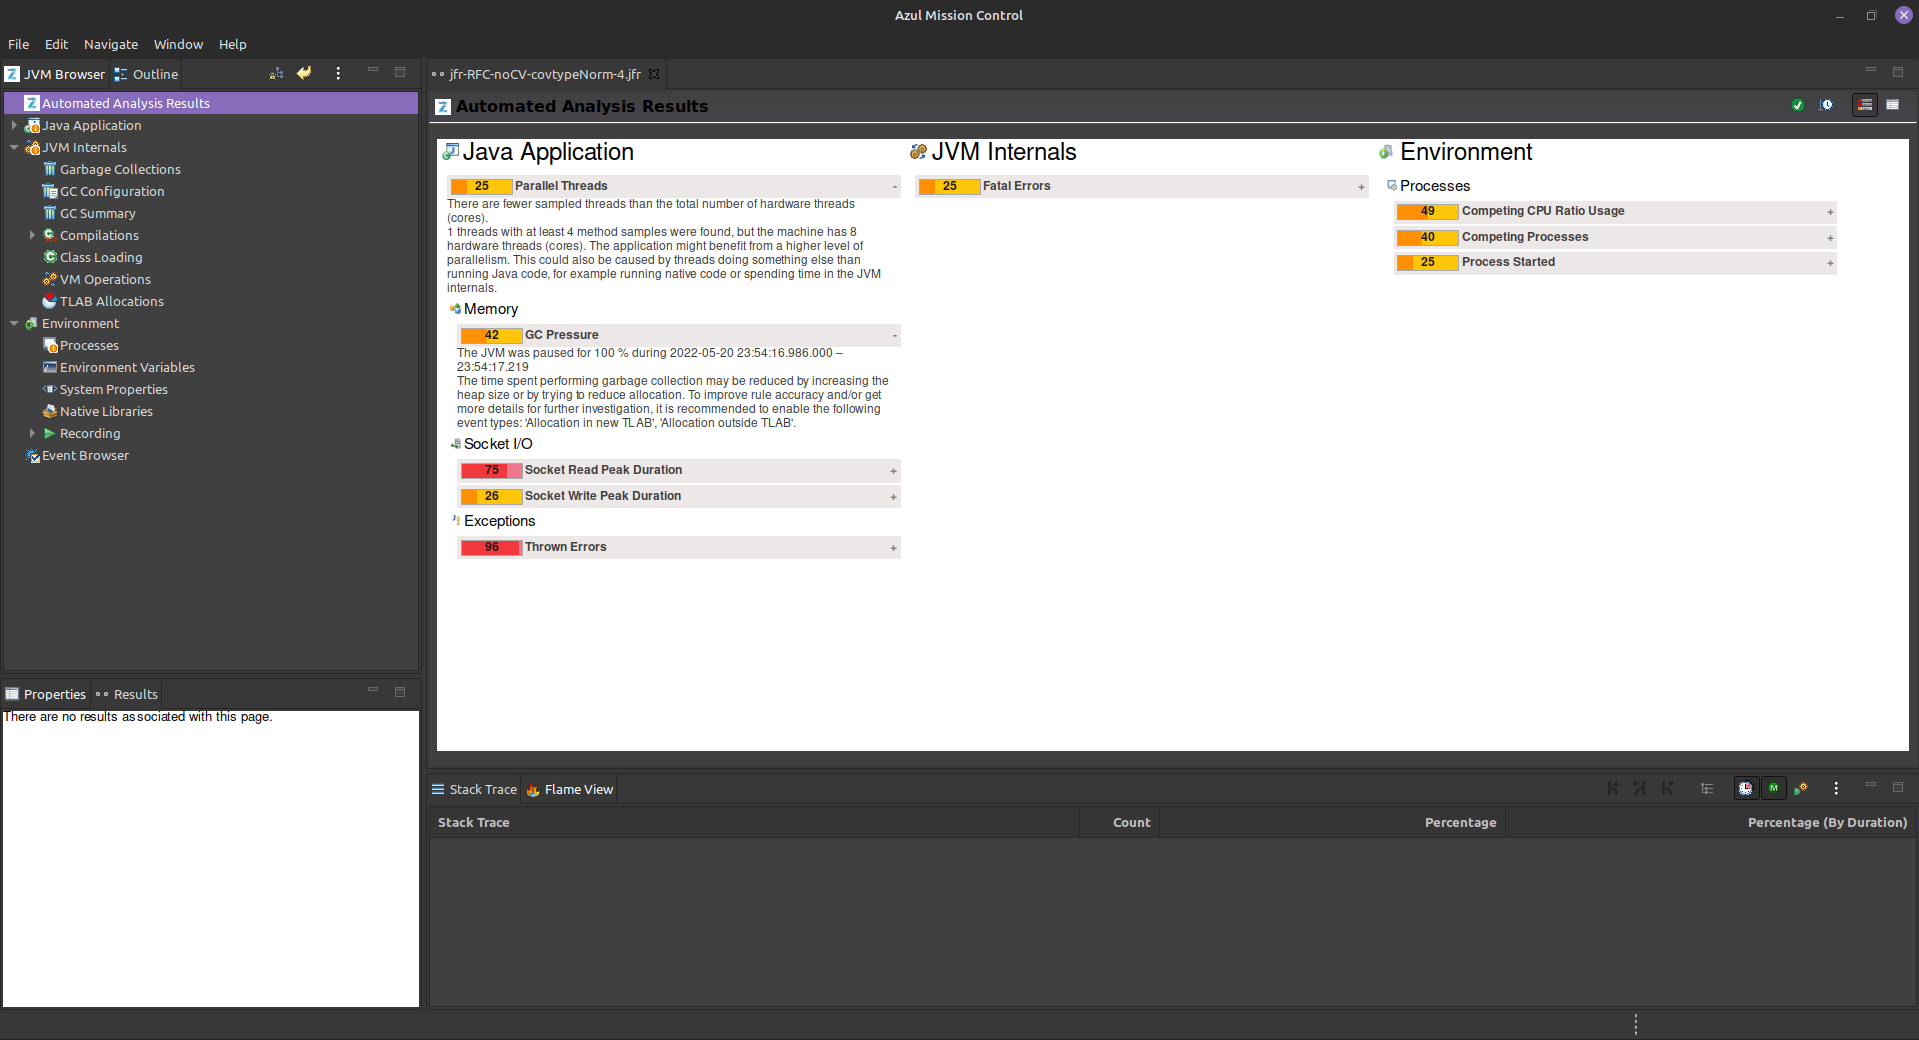 Azul Mission Control
File Edit Navigate Window Help
JVM Browser Outline
Automated Analysis Results
Java Application
JVM Internals
Garbage Collections
GC Configuration
GC Summary
Compilations
Class Loading
VM Operations
TLAB Allocations
Environment
Processes
Environment Variables
System Properties
Native Libraries
Recording
Event Browser
Properties Results
There are no results associated with this page.
jfr-RFC-noCV-covtypeNorm-4.jfr
Automated Analysis Results
Java Application
25 Parallel Threads -
There are fewer sampled threads than the total number of hardware threads
(cores).
1 threads with at least 4 method samples were found, but the machine has 8
hardware threads (cores). The application might benefit from a higher level of
parallelism. This could also be caused by threads doing something else than
running Java code, for example running native code or spending time in the JVM
internals.
Memory
42 GC Pressure -
The JVM was paused for 100 % during 2022-05-20 23:54:16.986.000 –
23:54:17.219
The time spent performing garbage collection may be reduced by increasing the
heap size or by trying to reduce allocation. To improve rule accuracy and/or get
more details for further investigation, it is recommended to enable the following
event types: 'Allocation in new TLAB', 'Allocation outside TLAB'.
Socket I/O
75 Socket Read Peak Duration +
26 Socket Write Peak Duration +
Exceptions
96 Thrown Errors +
JVM Internals
25 Fatal Errors +
Environment
Processes
49 Competing CPU Ratio Usage +
40 Competing Processes +
25 Process Started +
Stack Trace Flame View
Stack Trace Count Percentage Percentage (By Duration)